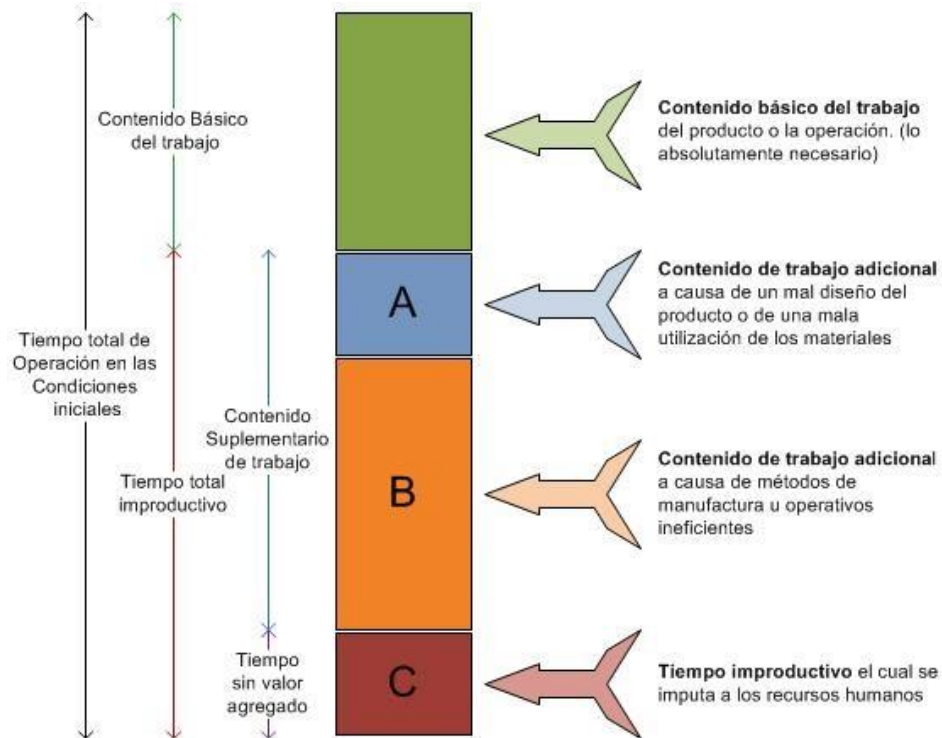 Contenido Básico
del trabajo
Tiempo total de
Operación en las
Condiciones
iniciales
Tiempo total
improductivo
Contenido
Suplementario
de trabajo
Tiempo
sin valor
agregado
A
B
C
Contenido básico del trabajo
del producto o la operación. (lo
absolutamente necesario)
Contenido de trabajo adicional
a causa de un mal diseño del
producto o de una mala
utilización de los materiales
Contenido de trabajo adicional
a causa de métodos de
manufactura u operativos
ineficientes
Tiempo improductivo el cual se
imputa a los recursos humanos